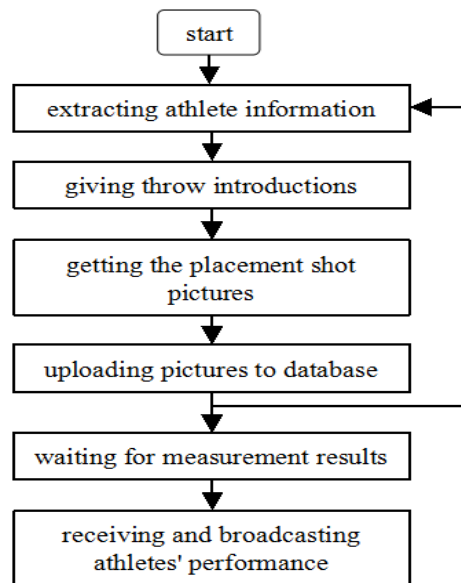 start
extracting athlete information
giving throw introductions
getting the placement shot
pictures
uploading pictures to database
waiting for measurement results
receiving and broadcasting
athletes' performance